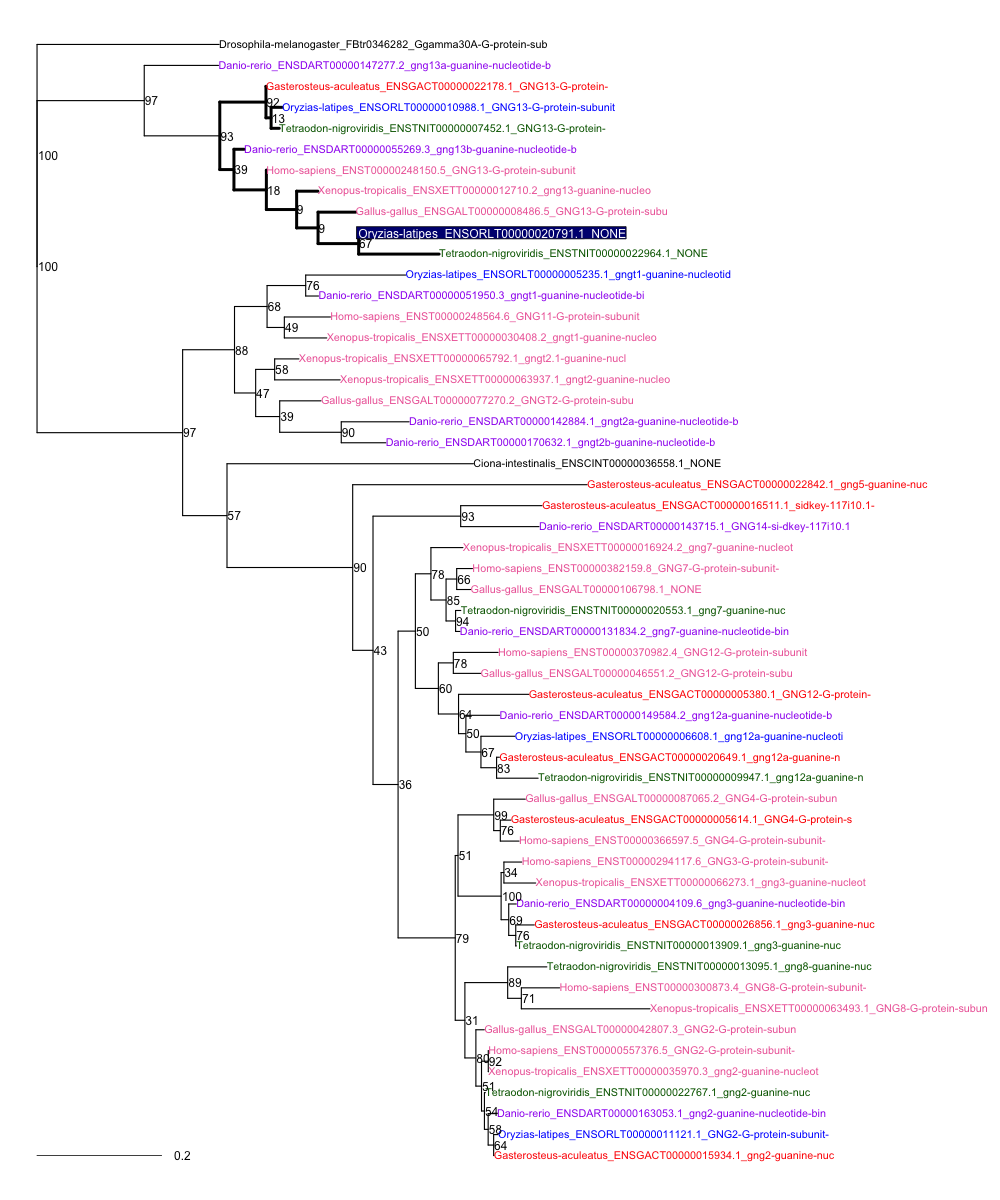 Drosophila-melanogaster_FBtr0346282_Ggamma30A-G-protein-sub
Danio-rerio_ENSDART00000147277.2_gng13a-guanine-nucleotide-b
Gasterosteus-aculeatus_ENSGACT00000022178.1_GNG13-G-protein-
97
92
Oryzias-latipes_ENSORLT00000010988.1_GNG13-G-protein-subunit
13
Tetraodon-nigroviridis_ENSTNIT00000007452.1_GNG13-G-protein-
93
Danio-rerio_ENSDART00000055269.3_gng13b-guanine-nucleotide-b
100
39
Homo-sapiens_ENST00000248150.5_GNG13-G-protein-subunit
18
Xenopus-tropicalis_ENSXETT00000012710.2_gng13-guanine-nucleo
9
Gallus-gallus_ENSGALT00000008486.5_GNG13-G-protein-subu
9
Oryzias-latipes_ENSORLT00000020791.1_NONE
67
Tetraodon-nigroviridis_ENSTNIT00000022964.1_NONE
100
Oryzias-latipes_ENSORLT00000005235.1_gngt1-guanine-nucleotid
76
Danio-rerio_ENSDART00000051950.3_gngt1-guanine-nucleotide-bi
68
Homo-sapiens_ENST00000248564.6_GNG11-G-protein-subunit
49
Xenopus-tropicalis_ENSXETT00000030408.2_gngt1-guanine-nucleo
88
Xenopus-tropicalis_ENSXETT00000065792.1_gngt2.1-guanine-nucl
58
Xenopus-tropicalis_ENSXETT00000063937.1_gngt2-guanine-nucleo
47
Gallus-gallus_ENSGALT00000077270.2_GNGT2-G-protein-subu
39
Danio-rerio_ENSDART00000142884.1_gngt2a-guanine-nucleotide-b
97
90
Danio-rerio_ENSDART00000170632.1_gngt2b-guanine-nucleotide-b
Ciona-intestinalis_ENSCINT00000036558.1_NONE
Gasterosteus-aculeatus_ENSGACT00000022842.1_gng5-guanine-nuc
Gasterosteus-aculeatus_ENSGACT00000016511.1_sidkey-117i10.1-
57
93
Danio-rerio_ENSDART00000143715.1_GNG14-si-dkey-117i10.1
Xenopus-tropicalis_ENSXETT00000016924.2_gng7-guanine-nucleot
90
78
Homo-sapiens_ENST00000382159.8_GNG7-G-protein-subunit-
66
Gallus-gallus_ENSGALT00000106798.1_NONE
85
Tetraodon-nigroviridis_ENSTNIT00000020553.1_gng7-guanine-nuc
94
Danio-rerio_ENSDART00000131834.2_gng7-guanine-nucleotide-bin
50
43
Homo-sapiens_ENST00000370982.4_GNG12-G-protein-subunit
78
Gallus-gallus_ENSGALT00000046551.2_GNG12-G-protein-subu
60
Gasterosteus-aculeatus_ENSGACT00000005380.1_GNG12-G-protein-
64
Danio-rerio_ENSDART00000149584.2_gng12a-guanine-nucleotide-b
50
Oryzias-latipes_ENSORLT00000006608.1_gng12a-guanine-nucleoti
67
Gasterosteus-aculeatus_ENSGACT00000020649.1_gng12a-guanine-n
83
Tetraodon-nigroviridis_ENSTNIT00000009947.1_gng12a-guanine-n
36
Gallus-gallus_ENSGALT00000087065.2_GNG4-G-protein-subun
99
Gasterosteus-aculeatus_ENSGACT00000005614.1_GNG4-G-protein-s
76
Homo-sapiens_ENST00000366597.5_GNG4-G-protein-subunit-
51
Homo-sapiens_ENST00000294117.6_GNG3-G-protein-subunit-
34
Xenopus-tropicalis_ENSXETT00000066273.1_gng3-guanine-nucleot
100
Danio-rerio_ENSDART00000004109.6_gng3-guanine-nucleotide-bin
69
Gasterosteus-aculeatus_ENSGACT00000026856.1_gng3-guanine-nuc
76
Tetraodon-nigroviridis_ENSTNIT00000013909.1_gng3-guanine-nuc
79
Tetraodon-nigroviridis_ENSTNIT00000013095.1_gng8-guanine-nuc
89
Homo-sapiens_ENST00000300873.4_GNG8-G-protein-subunit-
71
Xenopus-tropicalis_ENSXETT00000063493.1_GNG8-G-protein-subun
31
Gallus-gallus_ENSGALT00000042807.3_GNG2-G-protein-subun
Homo-sapiens_ENST00000557376.5_GNG2-G-protein-subunit-
80
92
Xenopus-tropicalis_ENSXETT00000035970.3_gng2-guanine-nucleot
51
Tetraodon-nigroviridis_ENSTNIT00000022767.1_gng2-guanine-nuc
54
Danio-rerio_ENSDART00000163053.1_gng2-guanine-nucleotide-bin
58
Oryzias-latipes_ENSORLT00000011121.1_GNG2-G-protein-subunit-
64
Gasterosteus-aculeatus_ENSGACT00000015934.1_gng2-guanine-nuc
0.2